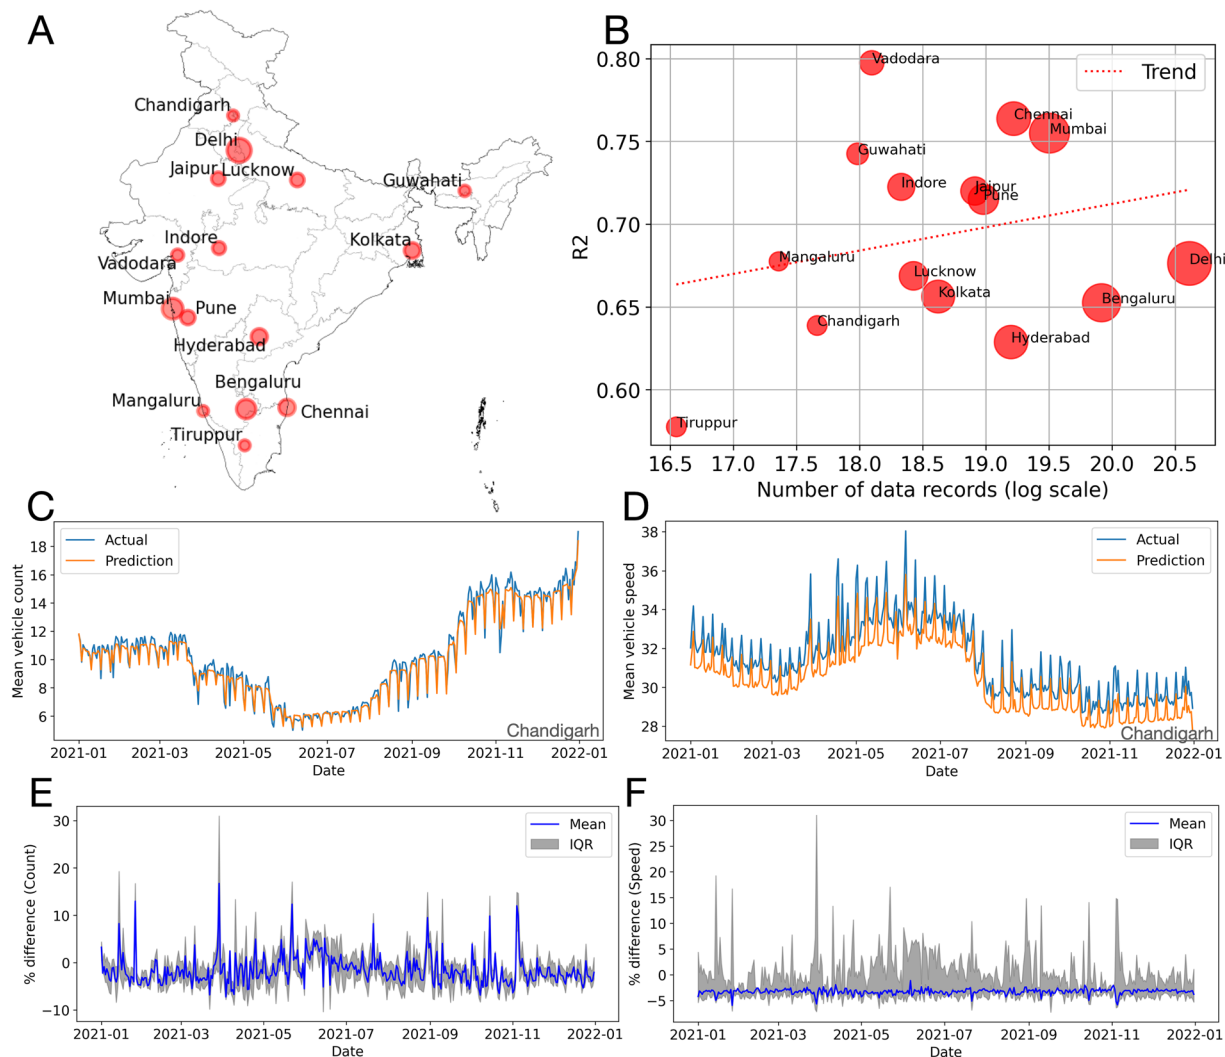 A
Chandigarh
Delhi
Jaipur
Lucknow
Guwahati
Indore
Kolkata
Vadodara
Mumbai
Pune
Hyderabad
Bengaluru
Mangaluru
Chennai
Tiruppur
B
0.80
0.75
0.70
0.65
0.60
R2
Trend
Vadodara
Chennai
Mumbai
Guwahati
Indore
Jaipur
Pune
Mangaluru
Delhi
Lucknow
Kolkata
Bengaluru
Chandigarh
Hyderabad
Tiruppur
16.5 17.0 17.5 18.0 18.5 19.0 19.5 20.0 20.5
Number of data records (log scale)
C
Actual
Prediction
18
16
14
12
10
8
6
Mean vehicle count
Chandigarh
2021-01 2021-03 2021-05 2021-07 2021-09 2021-11 2022-01
Date
D
Actual
Prediction
38
36
34
32
30
28
Mean vehicle speed
Chandigarh
2021-01 2021-03 2021-05 2021-07 2021-09 2021-11 2022-01
Date
E
Mean
IQR
30
20
10
0
−10
% difference (Count)
2021-01 2021-03 2021-05 2021-07 2021-09 2021-11 2022-01
Date
F
Mean
IQR
30
25
20
15
10
5
0
−5
% difference (Speed)
2021-01 2021-03 2021-05 2021-07 2021-09 2021-11 2022-01
Date